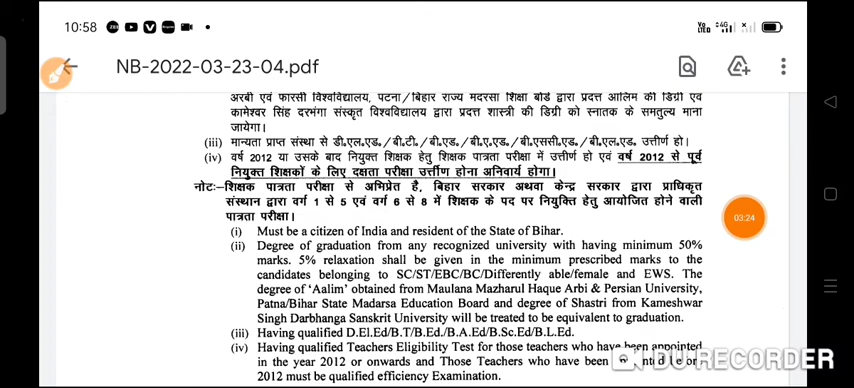 10:58
NB-2022-03-23-04.pdf
अरबी एवं फारसी विश्वविद्यालय, पटना/बिहार राज्य मदरसा शिक्षा बोर्ड द्वारा प्रदत्त आलिम की डिग्री एवं
कामेश्वर सिंह दरभंगा संस्कृत विश्वविद्यालय द्वारा प्रदत्त शास्त्री की डिग्री को स्नातक के समतुल्य माना
जायेगा।
(iii) मान्यता प्राप्त संस्था से डी.एल.एड./बी.टी./बी.एड./बी.ए.एड./बी.एससी.एड./बी.एल.एड. उत्तीर्ण हो।
(iv) वर्ष 2012 या उसके बाद नियुक्त शिक्षक हेतु शिक्षक पात्रता परीक्षा में उत्तीर्ण हो एवं वर्ष 2012 से पूर्व
नियुक्त शिक्षकों के लिए दक्षता परीक्षा उर्त्तीण होना अनिवार्य होगा।
नोटः-शिक्षक पात्रता परीक्षा से अभिप्रेत है, बिहार सरकार अथवा केन्द्र सरकार द्वारा प्राधिकृत
संस्थान द्वारा वर्ग 1 से 5 एवं वर्ग 6 से 8 में शिक्षक के पद पर नियुक्ति हेतु आयोजित होने वाली
पात्रता परीक्षा।
(i) Must be a citizen of India and resident of the State of Bihar.
(ii) Degree of graduation from any recognized university with having minimum 50%
marks. 5% relaxation shall be given in the minimum prescribed marks to the
candidates belonging to SC/ST/EBC/BC/Differently able/female and EWS. The
degree of 'Aalim' obtained from Maulana Mazharul Haque Arbi & Persian University,
Patna/Bihar State Madarsa Education Board and degree of Shastri from Kameshwar
Singh Darbhanga Sanskrit University will be treated to be equivalent to graduation.
(iii) Having qualified D.El.Ed/B.T/B.Ed./B.A.Ed/B.Sc.Ed/B.L.Ed.
(iv) Having qualified Teachers Eligibility Test for those teachers who have been appointed
in the year 2012 or onwards and Those Teachers who have been
2012 must be qualified efficiency Examination.
03:24
DU RECORDER